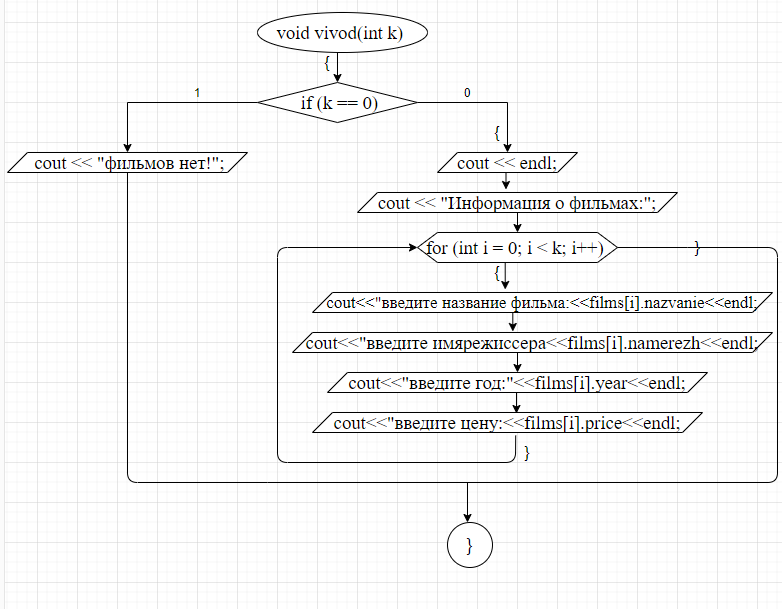 void vivod(int k)
{
1
if (k == 0)
0
{
cout << "фильмов нет!";
cout << endl;
cout << "Информация о фильмах:";
for (int i = 0; i < k; i++)
}
{
cout<<"введите название фильма:<<films[i].nazvanie<<endl;
cout<<"введите имярежиссера<<films[i].namerezh<<endl;
cout<<"введите год:"<<films[i].year<<endl;
cout<<"введите цену:<<films[i].price<<endl;
}
}